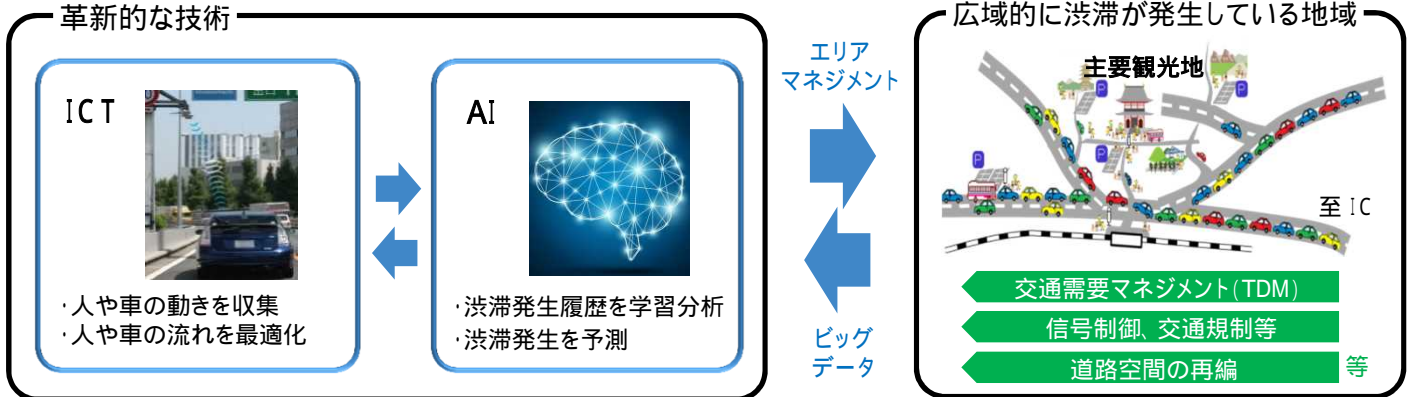 革新的な技術
ICT
・人や車の動きを収集
・人や車の流れを最適化
AI
・渋滞発生履歴を学習分析
・渋滞発生を予測
エリア
マネジメント
ビッグ
データ
広域的に渋滞が発生している地域
主要観光地
P
P
P
P
至 IC
交通需要マネジメント(TDM)
信号制御、交通規制等
道路空間の再編
等